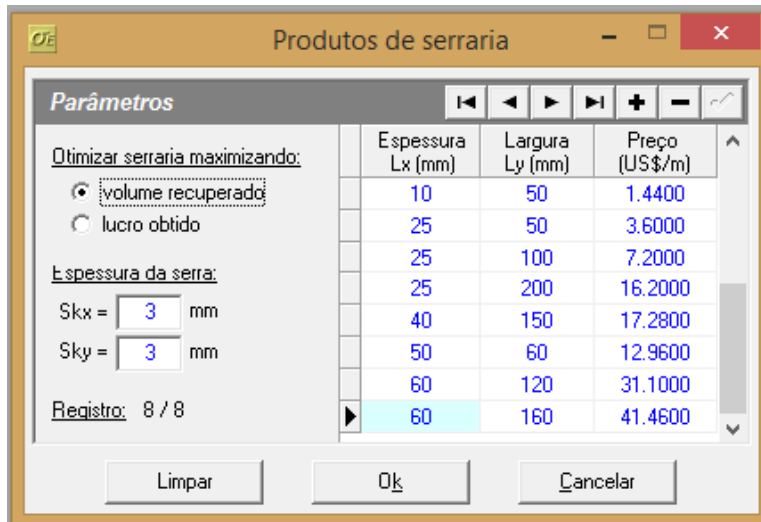 Produtos de serraria
Parâmetros
Otimizar serraria maximizando:
volume recuperado
lucro obtido
Espessura da serra:
Skx = 3 mm
Sky = 3 mm
Registro: 8 / 8
Espessura Largura Preço
Lx (mm) Ly (mm) (US$/m)
10 50 1.4400
25 50 3.6000
25 100 7.2000
25 200 16.2000
40 150 17.2800
50 60 12.9600
60 120 31.1000
60 160 41.4600
Limpar Ok Cancelar